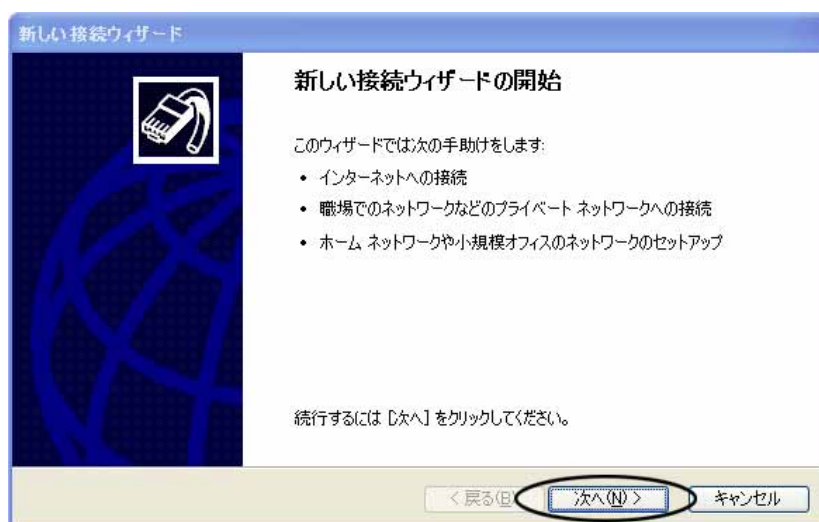 新しい接続ウィザード
新しい接続ウィザードの開始
このウィザードでは次の手助けをします:
• インターネットへの接続
• 職場でのネットワークなどのプライベート ネットワークへの接続
• ホーム ネットワークや小規模オフィスのネットワークのセットアップ
続行するには [次へ] をクリックしてください。
< 戻る(B) 次へ(N) > キャンセル